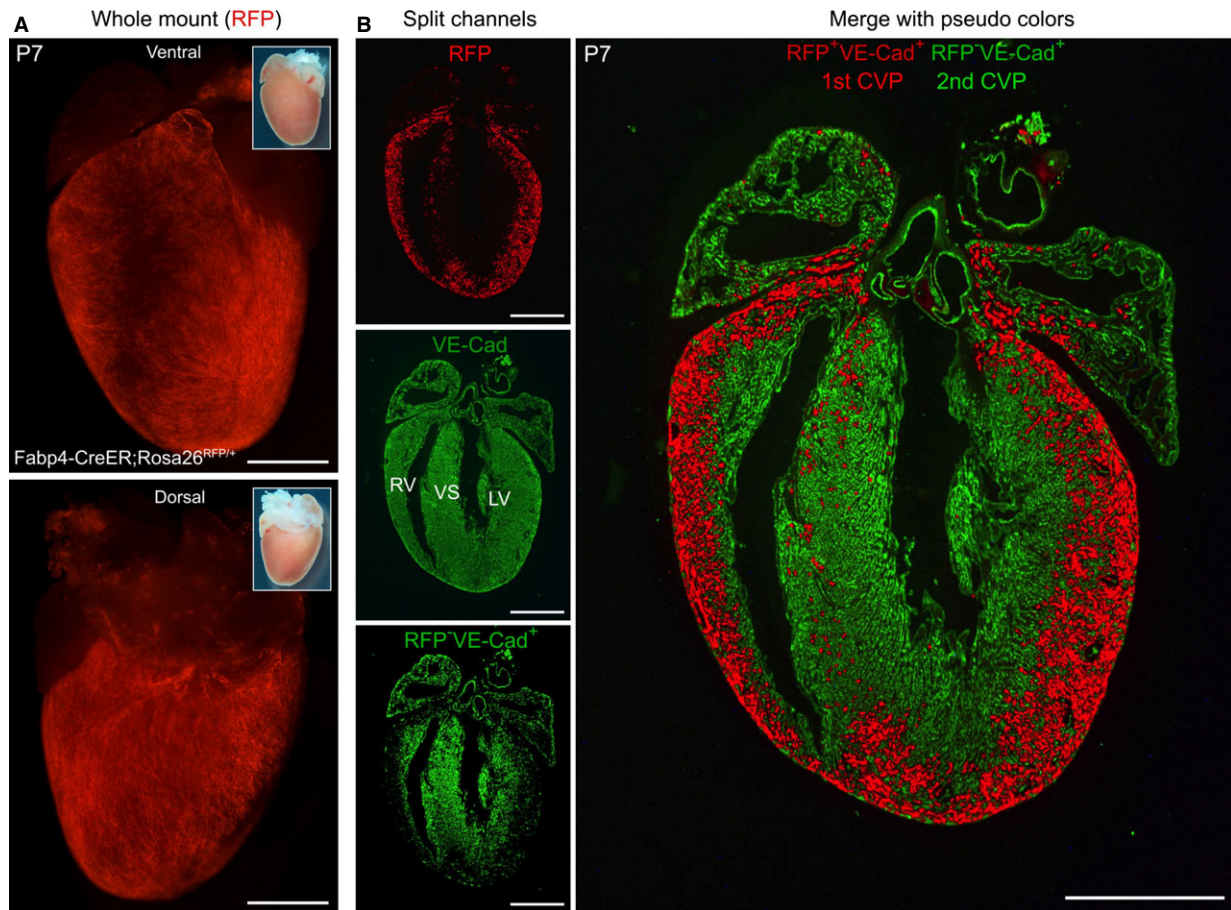 A
Whole mount (RFP)
P7
Ventral
Fabp4-CreER;Rosa26RFP/+
Dorsal
B
Split channels
RFP
VE-Cad
RV
VS
LV
RFP-VE-Cad+
Merge with pseudo colors
P7
RFP+VE-Cad+ RFP-VE-Cad+
1st CVP 2nd CVP